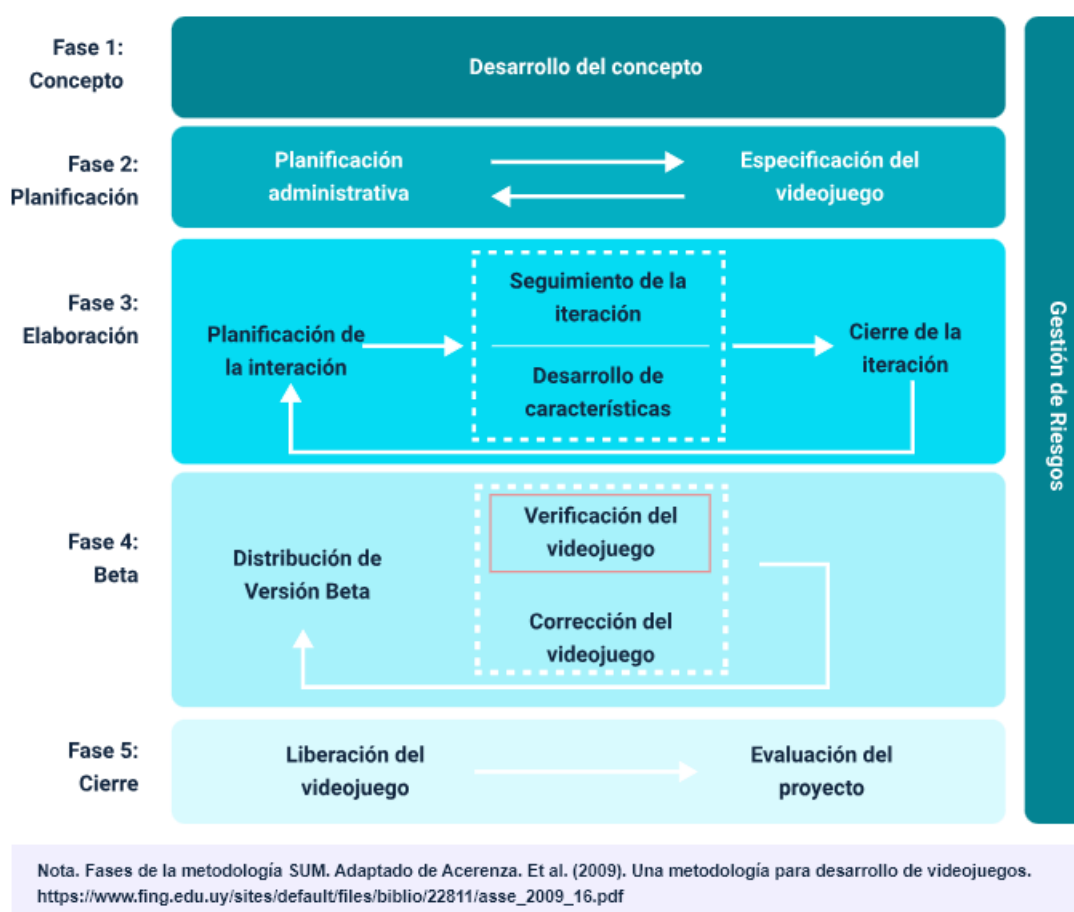 Fase 1:
Concepto
Desarrollo del concepto
Fase 2:
Planificación
Planificación
administrativa
Especificación del
videojuego
Fase 3:
Elaboración
Planificación de
la interación
Seguimiento de la
iteración
Desarrollo de
características
Cierre de la
iteración
Fase 4:
Beta
Distribución de
Versión Beta
Verificación del
videojuego
Corrección del
videojuego
Fase 5:
Cierre
Liberación del
videojuego
Evaluación del
proyecto
Gestión de Riesgos
Nota. Fases de la metodología SUM. Adaptado de Acerenza. Et al. (2009). Una metodología para desarrollo de videojuegos.
https://www.fing.edu.uy/sites/default/files/biblio/22811/asse_2009_16.pdf